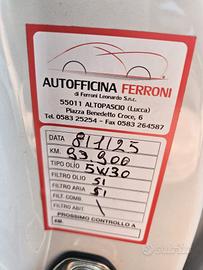 AUTOFFICINA FERRONI
di Ferroni Leonardo S.n.c.
55011 ALTOPASCIO (Lucca)
Piazza Benedetto Croce, 6
Tel. 0583 25254 - Fax 0583 264587
DATA 8/1/25
KM. 99.900
TIPO OLIO 5W30
FILTRO OLIO SI
FILTRO ARIA SI
FILT. COMB. \
FILTRO ABIT. \
PROSSIMO CONTROLLO A
KM.